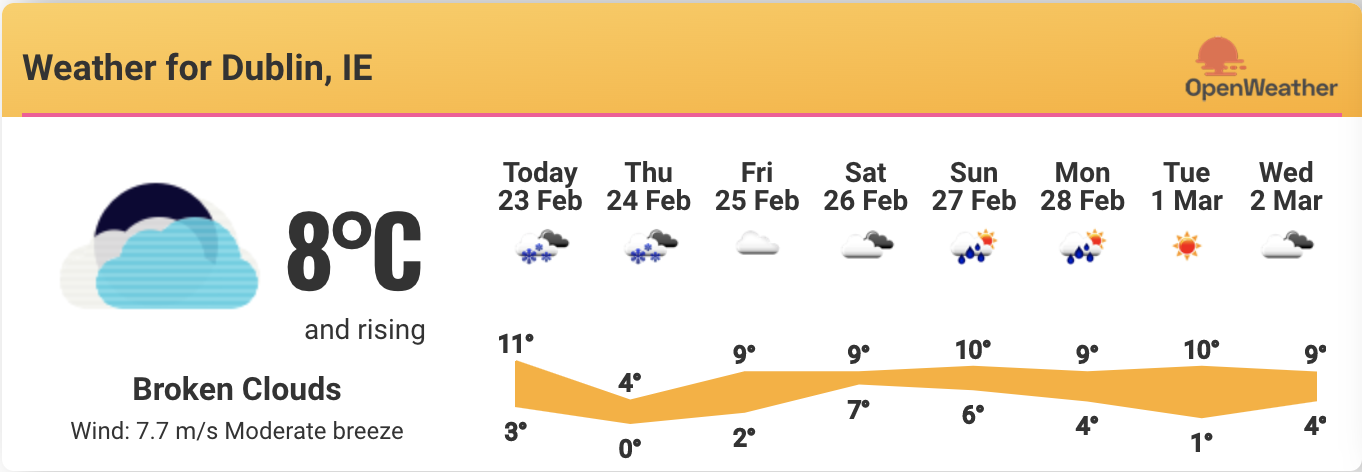 Weather for Dublin, IE
OpenWeather
8°C
and rising
Broken Clouds
Wind: 7.7 m/s Moderate breeze
Today Thu Fri Sat Sun Mon Tue Wed
23 Feb 24 Feb 25 Feb 26 Feb 27 Feb 28 Feb 1 Mar 2 Mar
11° 4° 9° 9° 10° 9° 10° 9°
3° 0° 2° 7° 6° 4° 1° 4°